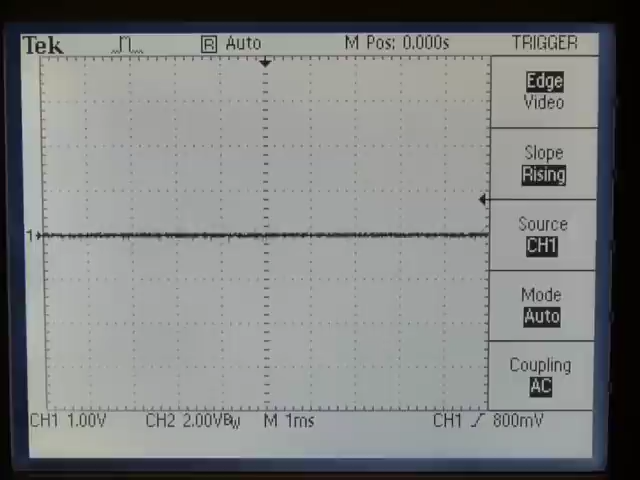 Tek R Auto M Pos: 0.000s TRIGGER
Edge
Video
Slope
Rising
Source
CH1
1
Mode
Auto
Coupling
AC
CH1 1.00V CH2 2.00VBW M 1ms CH1 800mV